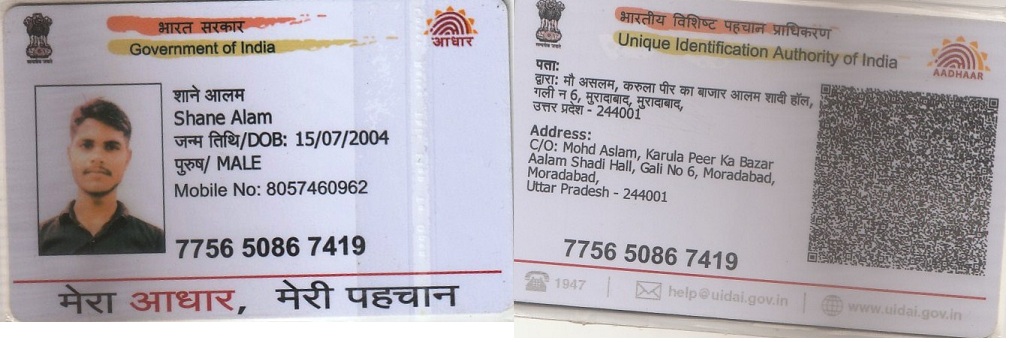 भारत सरकार
Government of India
आधार
शाने आलम
Shane Alam
जन्म तिथि/DOB: 15/07/2004
पुरुष/ MALE
Mobile No: 8057460962
7756 5086 7419
मेरा आधार, मेरी पहचान
भारतीय विशिष्ट पहचान प्राधिकरण
Unique Identification Authority of India
AADHAAR
पता:
द्वारा: मौ असलम, करुला पीर का बाजार आलम शादी हॉल,
गली न 6, मुरादाबाद, मुरादाबाद,
उत्तर प्रदेश - 244001
Address:
C/O: Mohd Aslam, Karula Peer Ka Bazar
Aalam Shadi Hall, Gali No 6, Moradabad,
Moradabad,
Uttar Pradesh - 244001
7756 5086 7419
1947
help@uidai.gov.in
www.uidai.gov.in